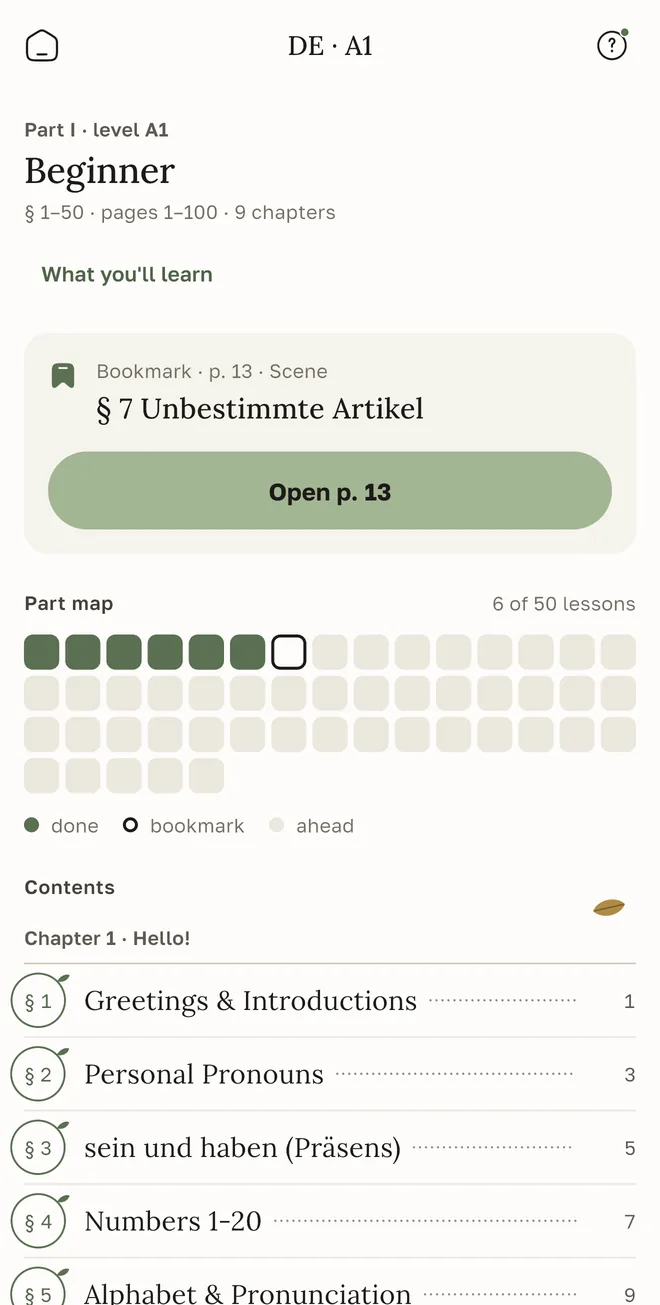 DE · A1
?
Part I · level A1
Beginner
§ 1–50 · pages 1–100 · 9 chapters
What you'll learn
Bookmark · p. 13 · Scene
§ 7 Unbestimmte Artikel
Open p. 13
Part map
6 of 50 lessons
done
bookmark
ahead
Contents
Chapter 1 · Hello!
§ 1 Greetings & Introductions 1
§ 2 Personal Pronouns 3
§ 3 sein und haben (Präsens) 5
§ 4 Numbers 1–20 7
§ 5 Alphabet & Pronunciation 9